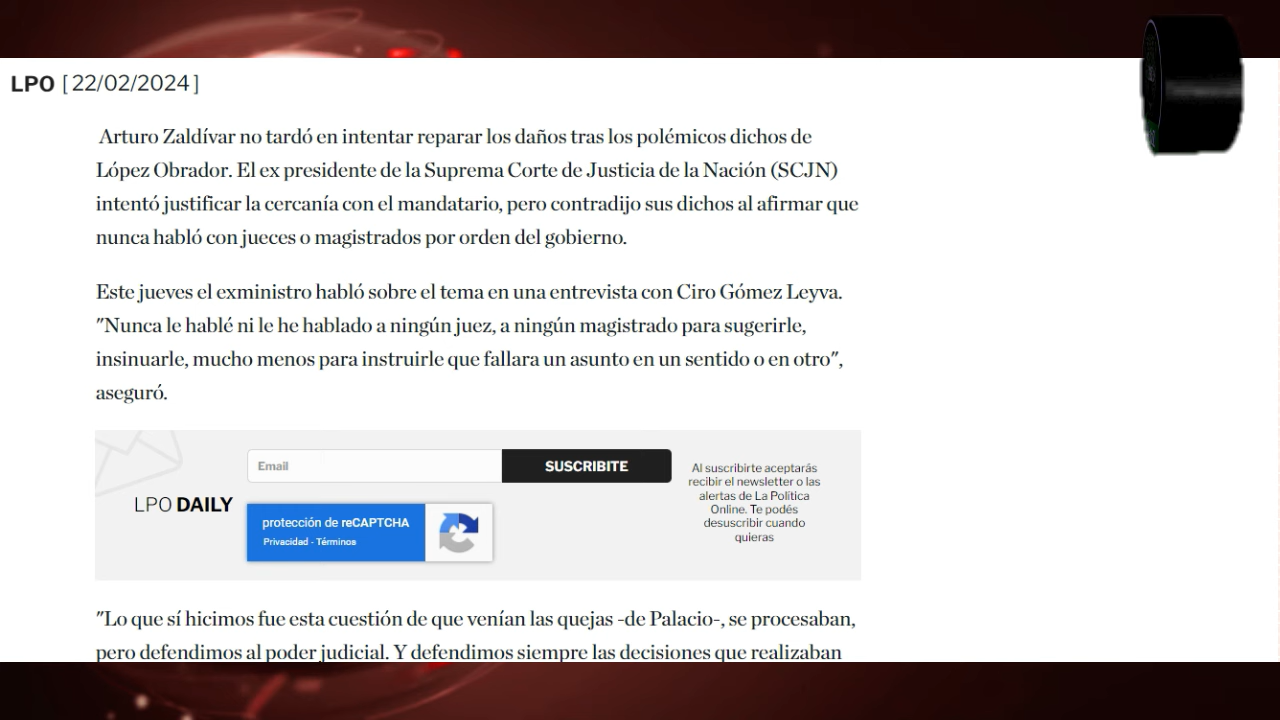 LPO [ 22/02/2024 ]
Arturo Zaldívar no tardó en intentar reparar los daños tras los polémicos dichos de
López Obrador. El ex presidente de la Suprema Corte de Justicia de la Nación (SCJN)
intentó justificar la cercanía con el mandatario, pero contradijo sus dichos al afirmar que
nunca habló con jueces o magistrados por orden del gobierno.
Este jueves el exministro habló sobre el tema en una entrevista con Ciro Gómez Leyva.
"Nunca le hablé ni le he hablado a ningún juez, a ningún magistrado para sugerirle,
insinuarle, mucho menos para instruirle que fallara un asunto en un sentido o en otro",
aseguró.
LPO DAILY
Email
SUSCRIBITE
protección de reCAPTCHA
Privacidad - Términos
Al suscribirte aceptarás
recibir el newsletter o las
alertas de La Política
Online. Te podés
desuscribir cuando
quieras
"Lo que sí hicimos fue esta cuestión de que venían las quejas -de Palacio-, se procesaban,
pero defendimos al poder judicial. Y defendimos siempre las decisiones que realizaban